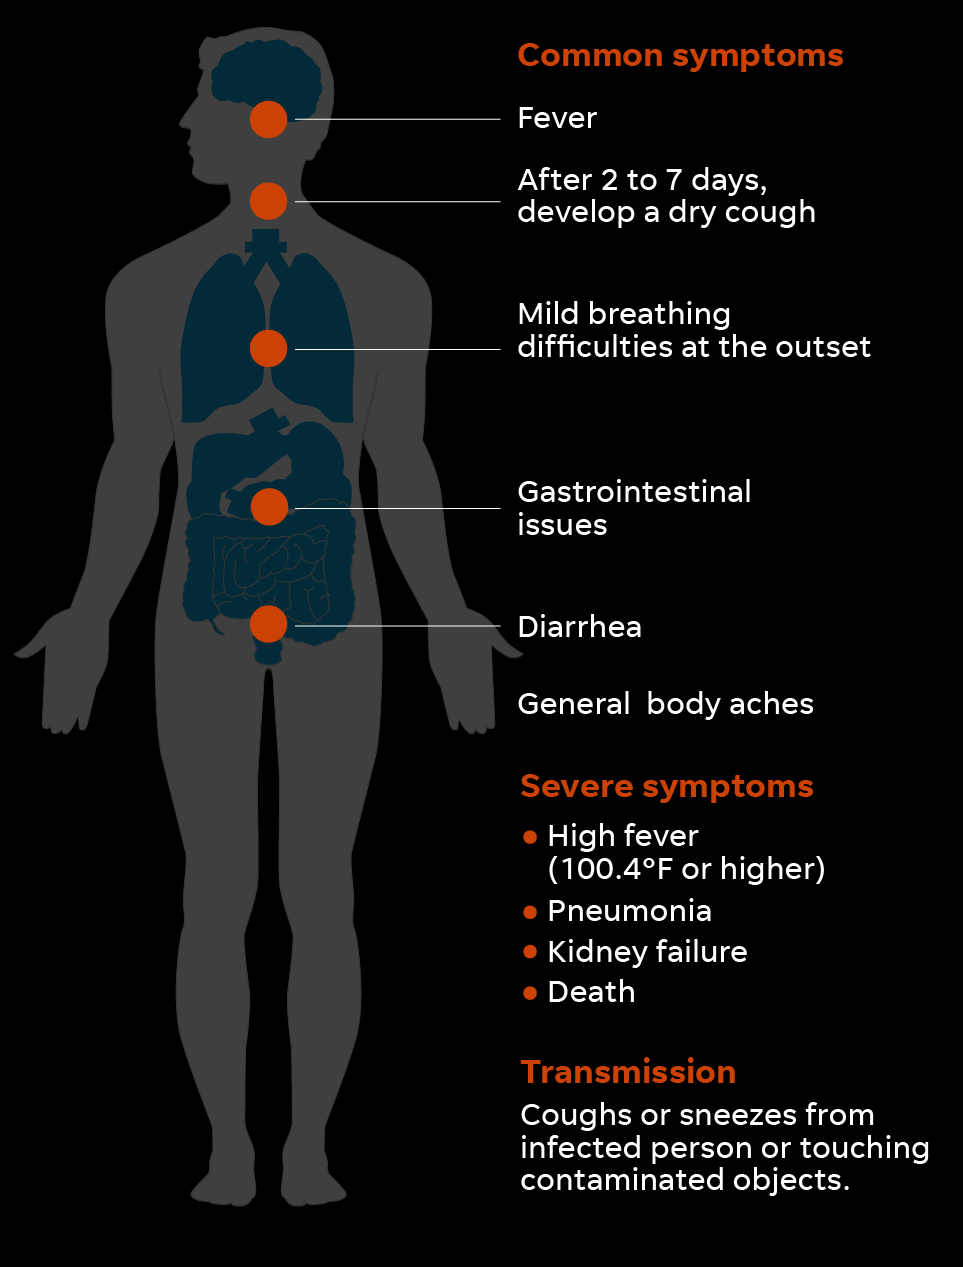 Common symptoms
Fever
After 2 to 7 days,
develop a dry cough
Mild breathing
difficulties at the outset
Gastrointestinal
issues
Diarrhea
General  body aches
Severe symptoms
• High fever
(100.4°F or higher)
• Pneumonia
• Kidney failure
• Death
Transmission
Coughs or sneezes from
infected person or touching
contaminated objects.